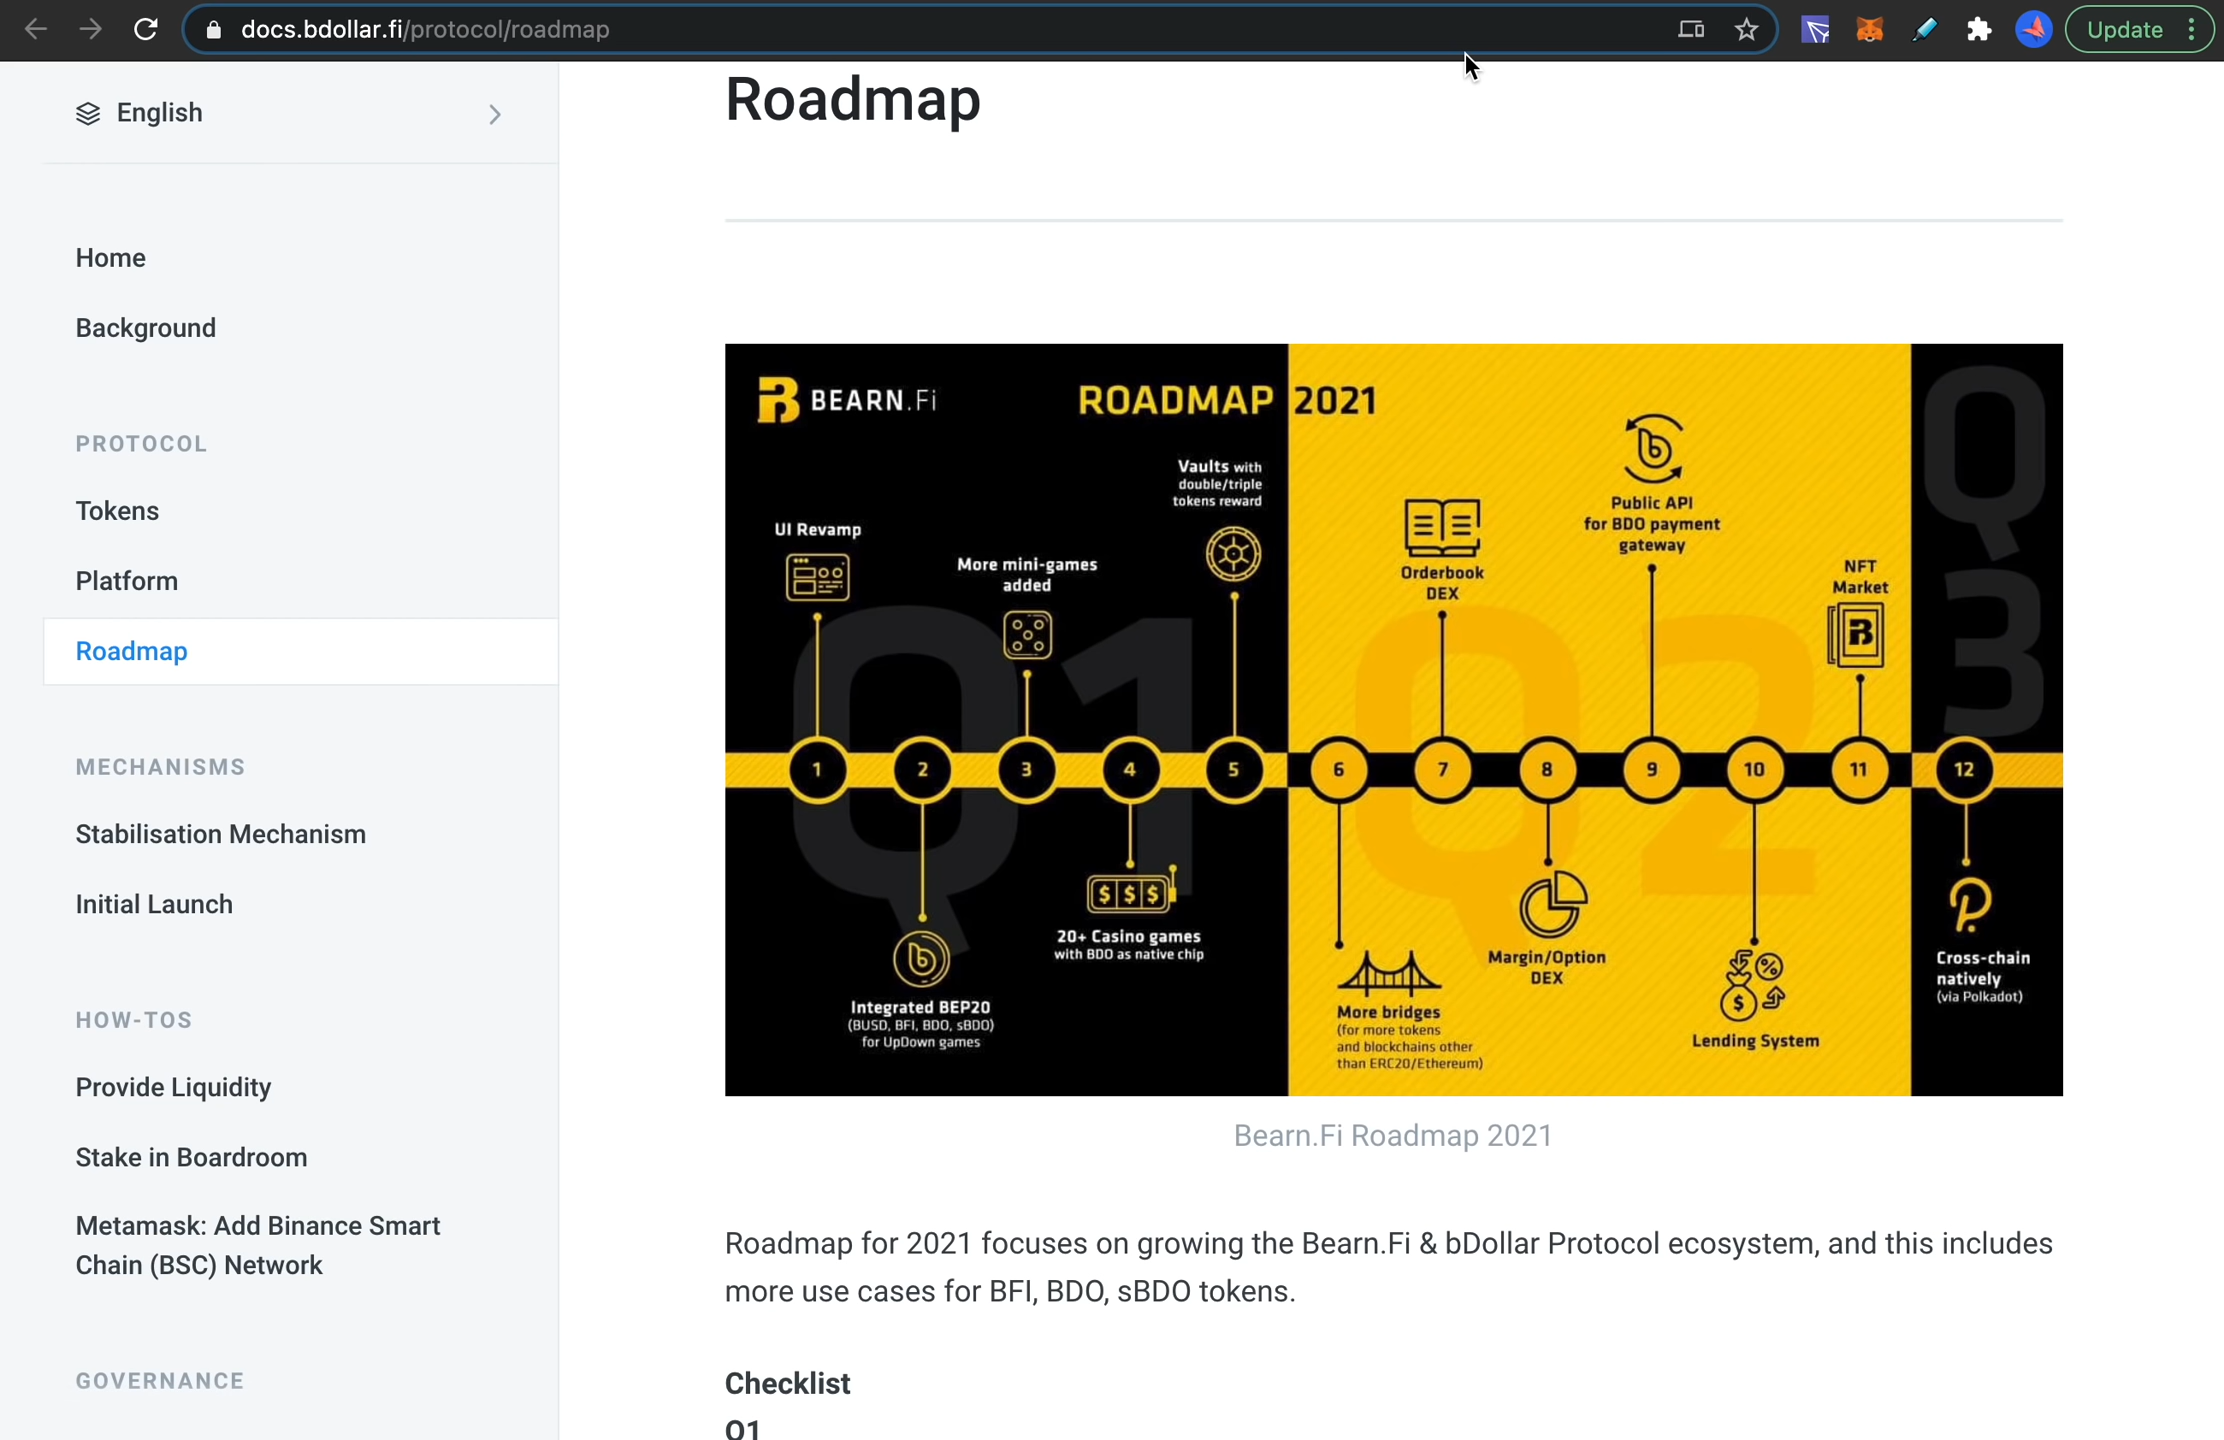 docs.bdollar.fi/protocol/roadmap
Update
English
Home
Background
PROTOCOL
Tokens
Platform
Roadmap
MECHANISMS
Stabilisation Mechanism
Initial Launch
HOW-TOS
Provide Liquidity
Stake in Boardroom
Metamask: Add Binance Smart
Chain (BSC) Network
GOVERNANCE
Roadmap
BEARN.Fi
ROADMAP 2021
Q1
Q2
Q3
UI Revamp
More mini-games
added
Vaults with
double/triple
tokens reward
Orderbook
DEX
Public API
for BDO payment
gateway
NFT
Market
1
2
3
4
5
6
7
8
9
10
11
12
Integrated BEP20
(BUSD, BFI, BDO, sBDO)
for UpDown games
$ $ $
20+ Casino games
with BDO as native chip
More bridges
(for more tokens
and blockchains other
than ERC20/Ethereum)
Margin/Option
DEX
%
$
Lending System
Cross-chain
natively
(via Polkadot)
Bearn.Fi Roadmap 2021
Roadmap for 2021 focuses on growing the Bearn.Fi & bDollar Protocol ecosystem, and this includes
more use cases for BFI, BDO, sBDO tokens.
Checklist
Q1